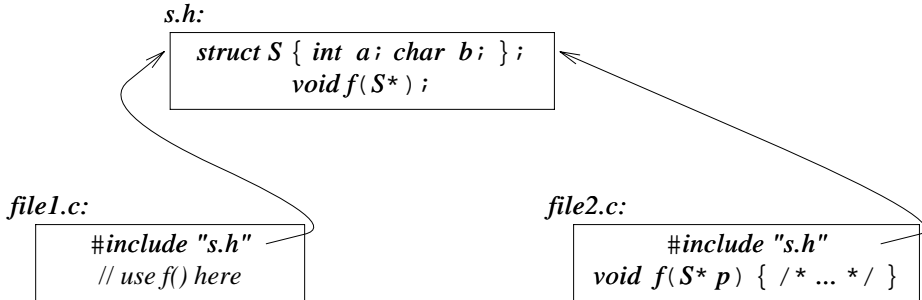 s.h:
struct S { int a; char b; };
void f(S*);
file1.c:
#include "s.h"
// use f() here
file2.c:
#include "s.h"
void f(S* p) { /* ... */ }